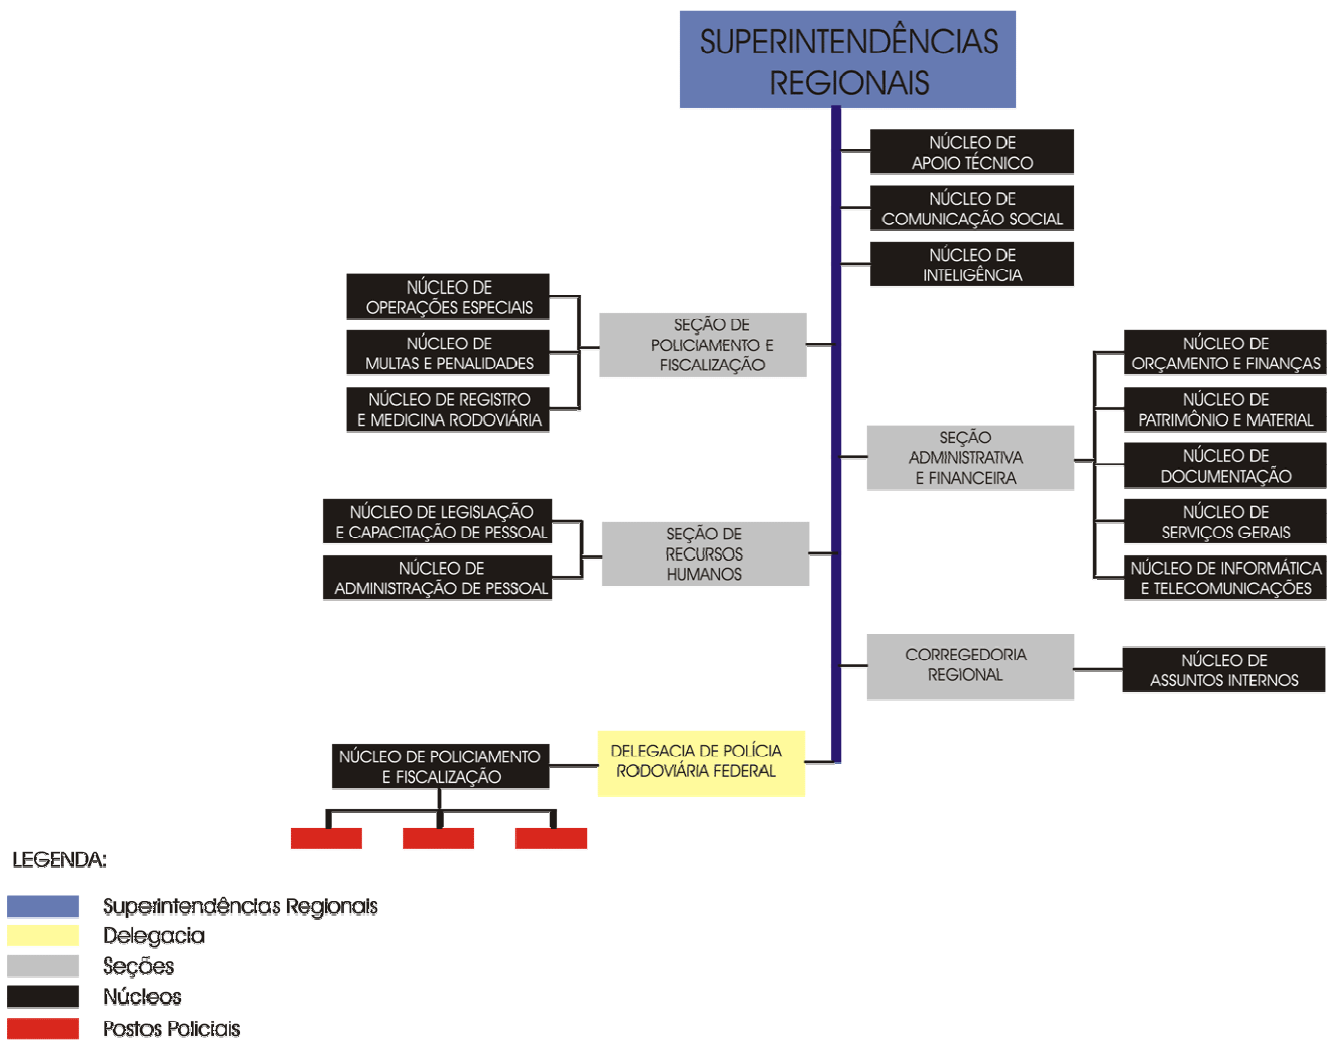 SUPERINTENDÊNCIAS
REGIONAIS
NÚCLEO DE
APOIO TÉCNICO
NÚCLEO DE
COMUNICAÇÃO SOCIAL
NÚCLEO DE
INTELIGÊNCIA
NÚCLEO DE
OPERAÇÕES ESPECIAIS
NÚCLEO DE
MULTAS E PENALIDADES
NÚCLEO DE REGISTRO
E MEDICINA RODOVIÁRIA
SEÇÃO DE
POLICIAMENTO E
FISCALIZAÇÃO
NÚCLEO DE
ORÇAMENTO E FINANÇAS
NÚCLEO DE
PATRIMÔNIO E MATERIAL
NÚCLEO DE
DOCUMENTAÇÃO
NÚCLEO DE
SERVIÇOS GERAIS
NÚCLEO DE INFORMÁTICA
E TELECOMUNICAÇÕES
SEÇÃO
ADMINISTRATIVA
E FINANCEIRA
NÚCLEO DE LEGISLAÇÃO
E CAPACITAÇÃO DE PESSOAL
NÚCLEO DE
ADMINISTRAÇÃO DE PESSOAL
SEÇÃO DE
RECURSOS
HUMANOS
CORREGEDORIA
REGIONAL
NÚCLEO DE
ASSUNTOS INTERNOS
NÚCLEO DE POLICIAMENTO
E FISCALIZAÇÃO
DELEGACIA DE POLÍCIA
RODOVIÁRIA FEDERAL
LEGENDA:
Superintendências Regionais
Delegacia
Seções
Núcleos
Postos Policiais